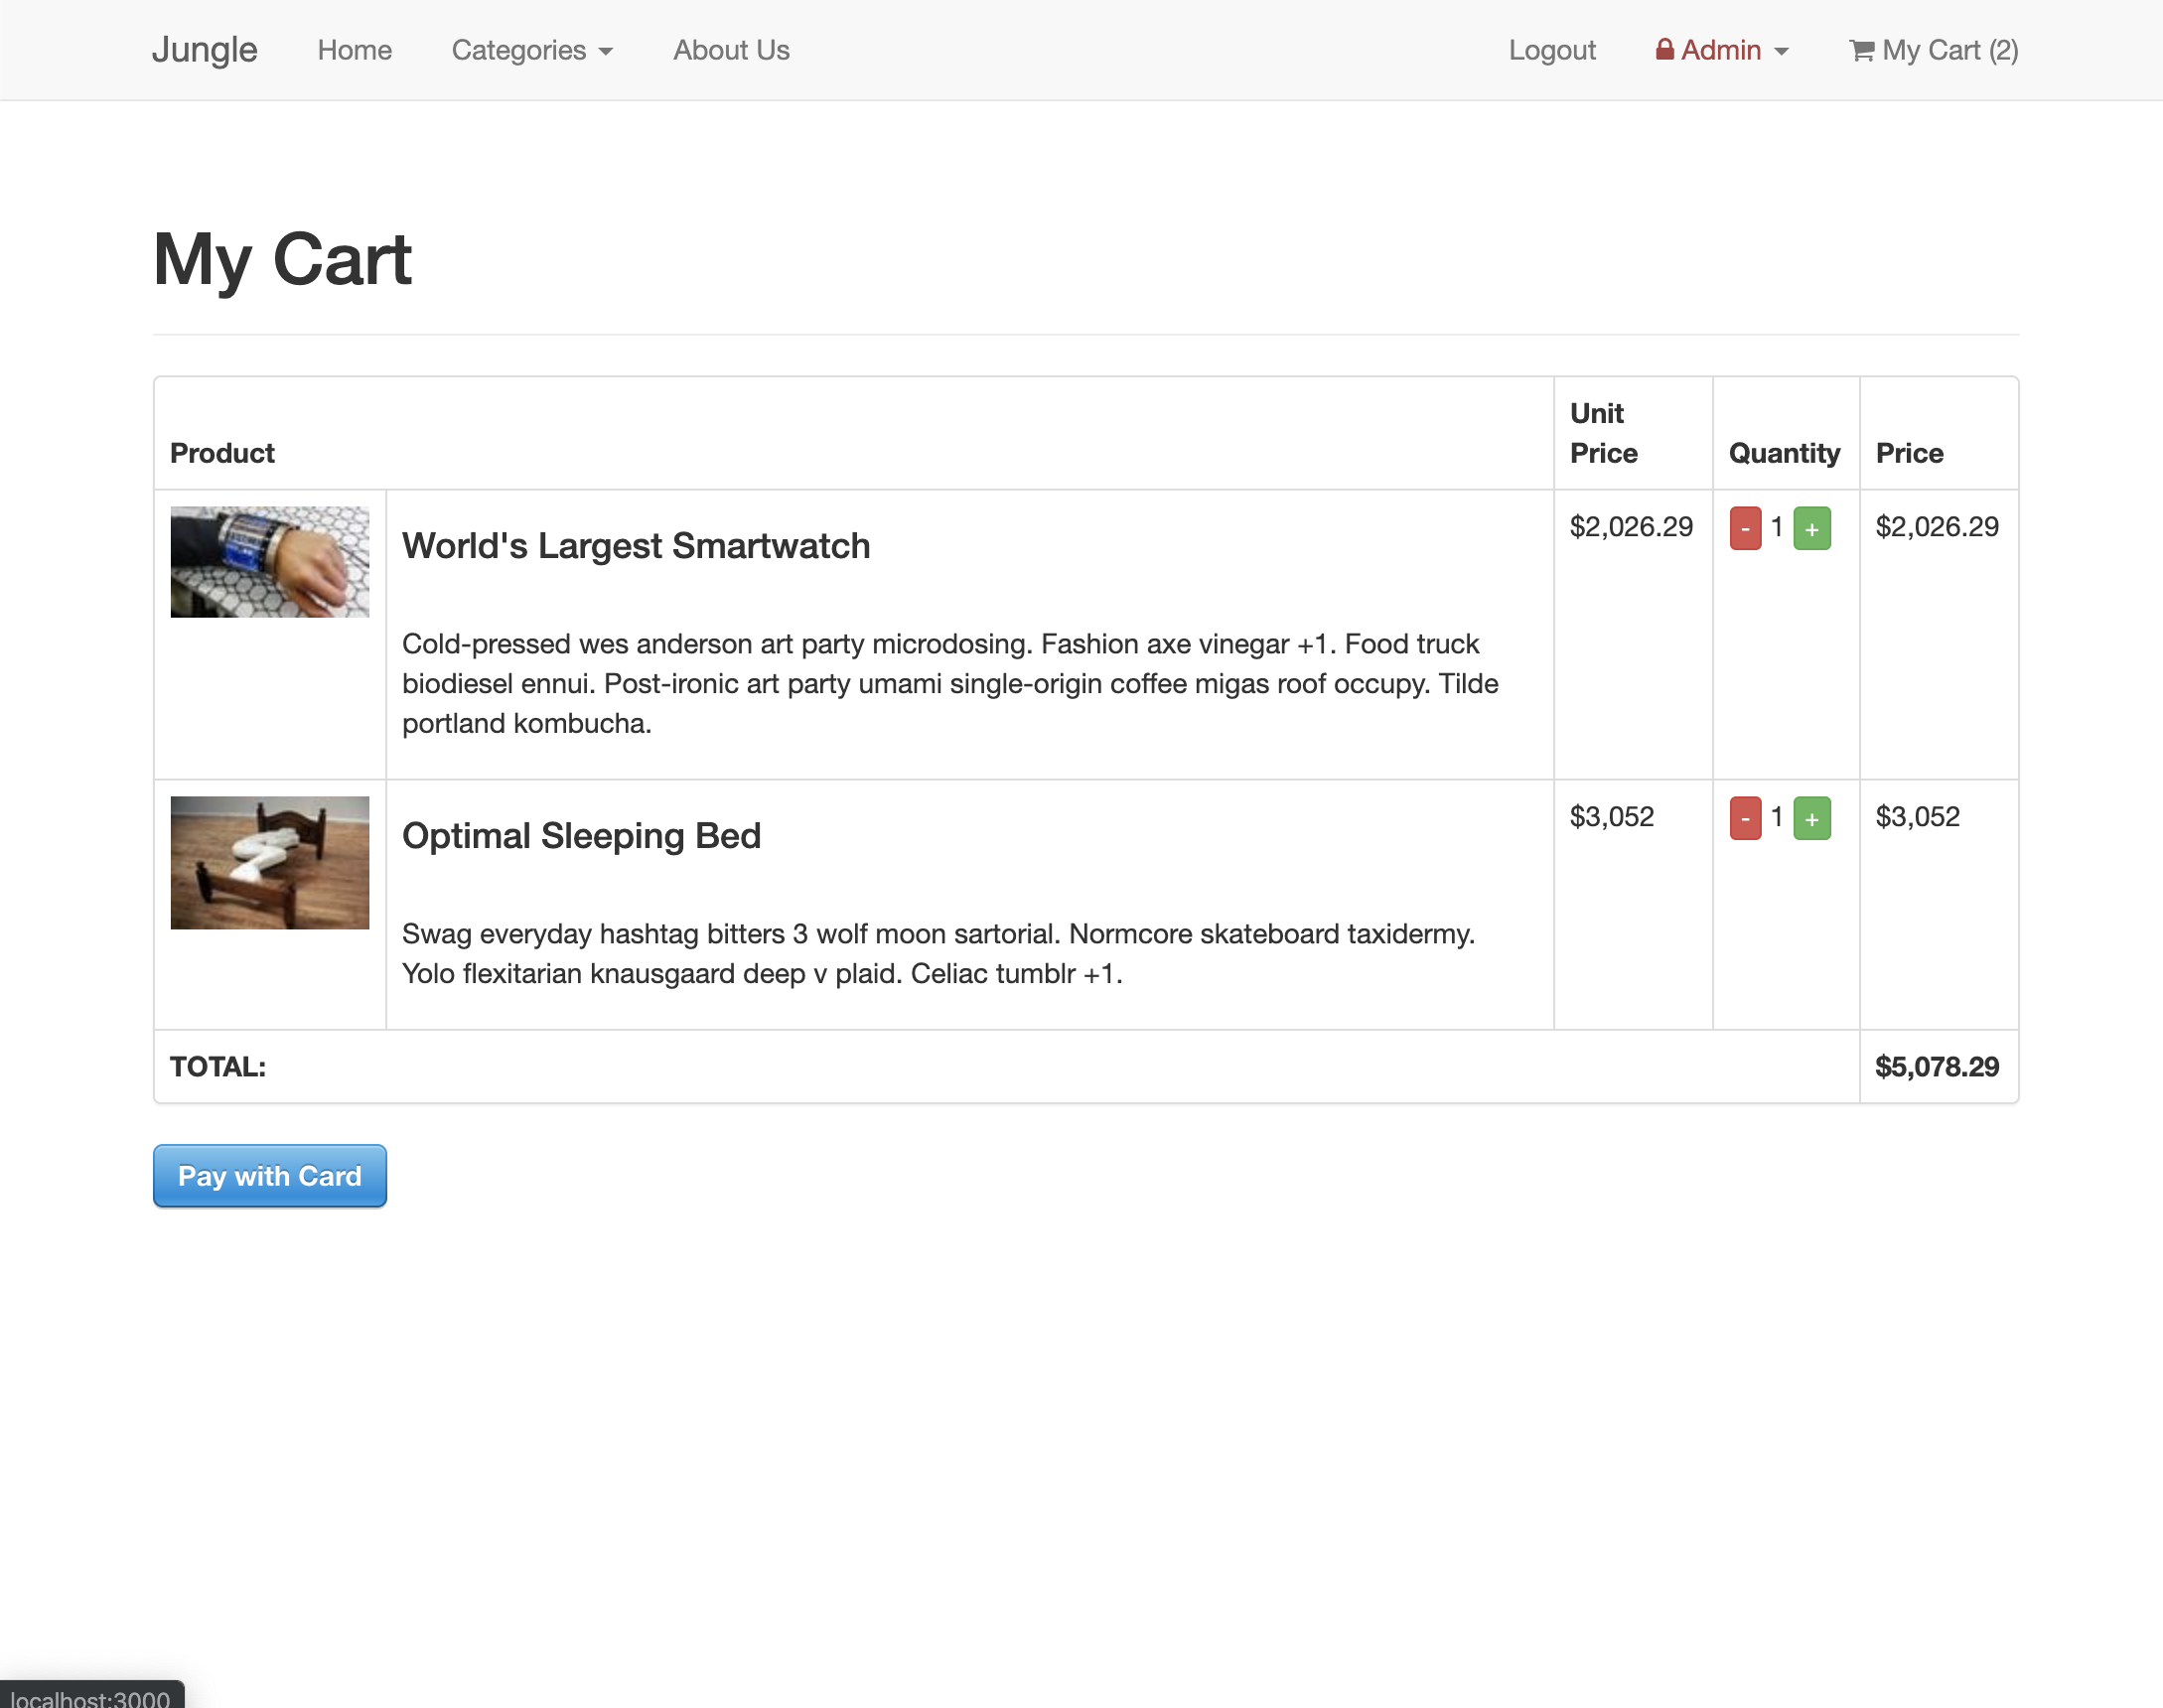 Jungle Home Categories About Us Logout Admin My Cart (2)
My Cart
Product Unit Price Quantity Price
World's Largest Smartwatch $2,026.29 - 1 + $2,026.29
Cold-pressed wes anderson art party microdosing. Fashion axe vinegar +1. Food truck
biodiesel ennui. Post-ironic art party umami single-origin coffee migas roof occupy. Tilde
portland kombucha.
Optimal Sleeping Bed $3,052 - 1 + $3,052
Swag everyday hashtag bitters 3 wolf moon sartorial. Normcore skateboard taxidermy.
Yolo flexitarian knausgaard deep v plaid. Celiac tumblr +1.
TOTAL: $5,078.29
Pay with Card
localhost:3000